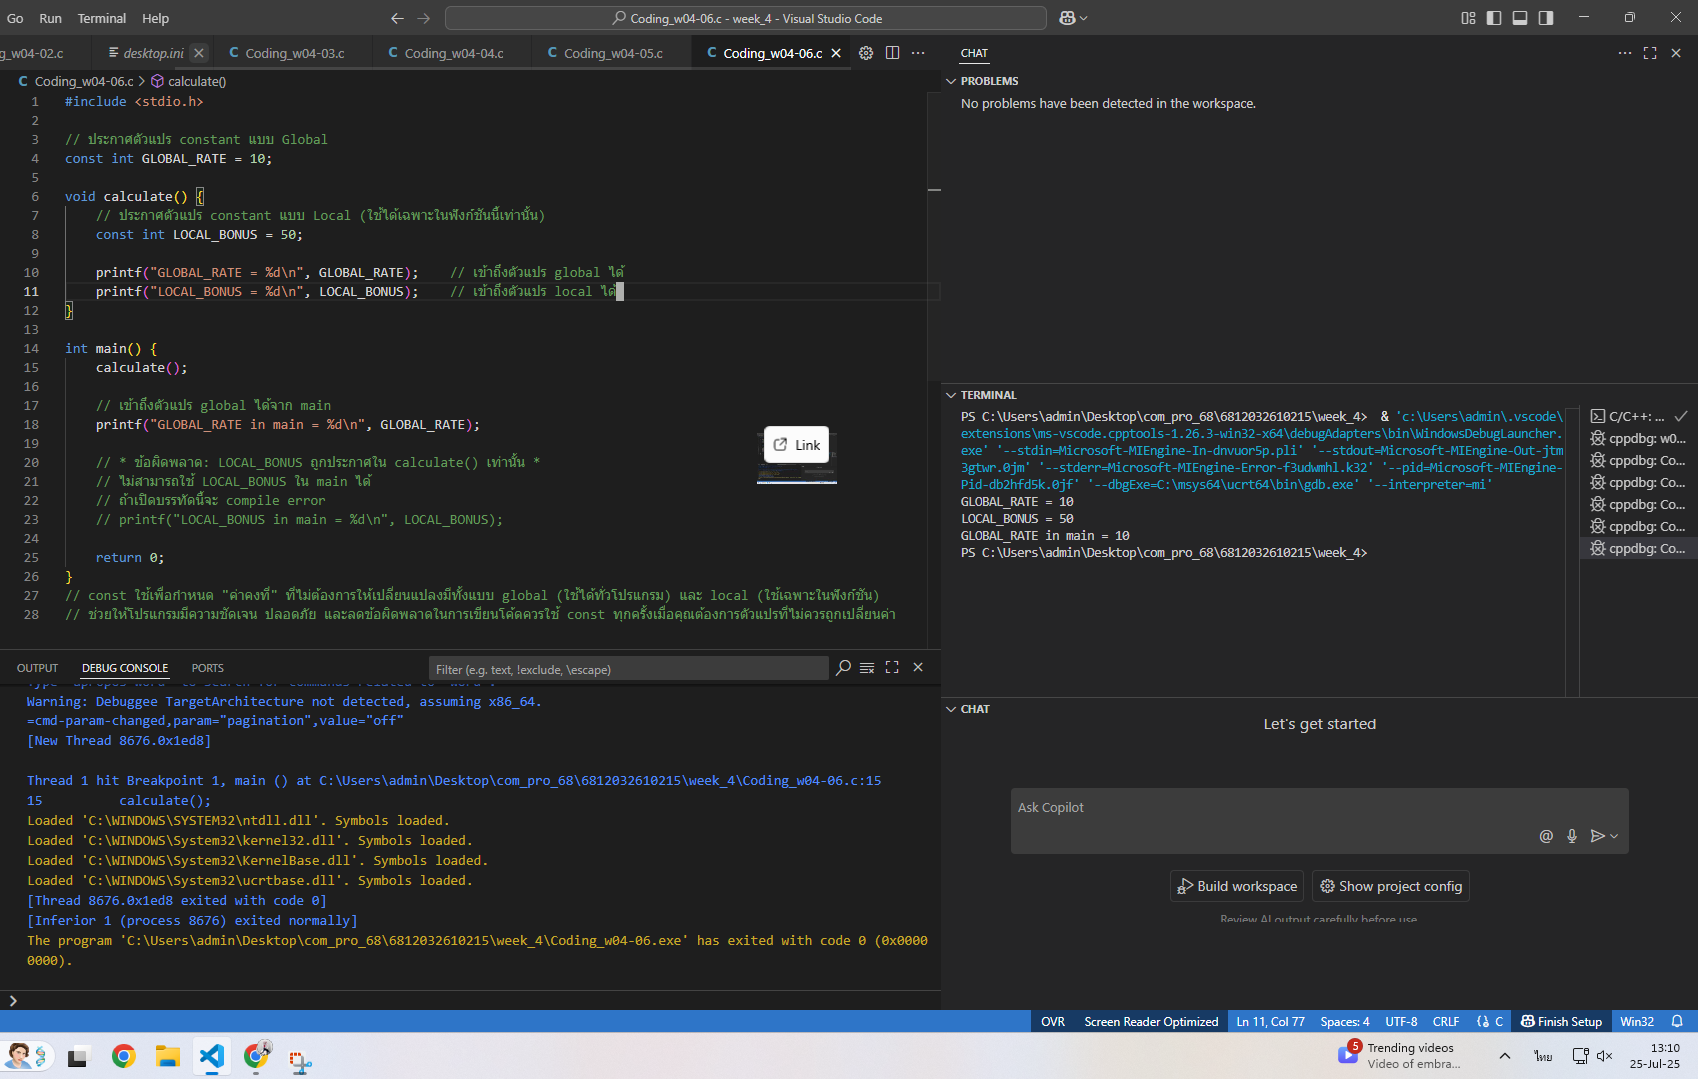 Go Run Terminal Help
Coding_w04-06.c - week_4 - Visual Studio Code
g_w04-02.c desktop.ini Coding_w04-03.c Coding_w04-04.c Coding_w04-05.c Coding_w04-06.c
Coding_w04-06.c > calculate()
1 #include <stdio.h>
2
3 // ประกาศตัวแปร constant แบบ Global
4 const int GLOBAL_RATE = 10;
5
6 void calculate() {
7 // ประกาศตัวแปร constant แบบ Local (ใช้ได้เฉพาะในฟังก์ชันนี้เท่านั้น)
8 const int LOCAL_BONUS = 50;
9
10 printf("GLOBAL_RATE = %d\n", GLOBAL_RATE); // เข้าถึงตัวแปร global ได้
11 printf("LOCAL_BONUS = %d\n", LOCAL_BONUS); // เข้าถึงตัวแปร local ได้
12 }
13
14 int main() {
15 calculate();
16
17 // เข้าถึงตัวแปร global ได้จาก main
18 printf("GLOBAL_RATE in main = %d\n", GLOBAL_RATE);
19
20 // * ข้อผิดพลาด: LOCAL_BONUS ถูกประกาศใน calculate() เท่านั้น *
21 // ไม่สามารถใช้ LOCAL_BONUS ใน main ได้
22 // ถ้าเปิดบรรทัดนี้จะ compile error
23 // printf("LOCAL_BONUS in main = %d\n", LOCAL_BONUS);
24
25 return 0;
26 }
27 // const ใช้เพื่อกำหนด "ค่าคงที่" ที่ไม่ต้องการให้เปลี่ยนแปลงมีทั้งแบบ global (ใช้ได้ทั่วโปรแกรม) และ local (ใช้เฉพาะในฟังก์ชัน)
28 // ช่วยให้โปรแกรมมีความชัดเจน ปลอดภัย และลดข้อผิดพลาดในการเขียนโค้ดควรใช้ const ทุกครั้งเมื่อคุณต้องการตัวแปรที่ไม่ควรถูกเปลี่ยนค่า
Link
OUTPUT DEBUG CONSOLE PORTS
Filter (e.g. text, !exclude, \escape)
Warning: Debuggee TargetArchitecture not detected, assuming x86_64.
=cmd-param-changed,param="pagination",value="off"
[New Thread 8676.0x1ed8]
Thread 1 hit Breakpoint 1, main () at C:\Users\admin\Desktop\com_pro_68\6812032610215\week_4\Coding_w04-06.c:15
15 calculate();
Loaded 'C:\WINDOWS\SYSTEM32\ntdll.dll'. Symbols loaded.
Loaded 'C:\WINDOWS\System32\kernel32.dll'. Symbols loaded.
Loaded 'C:\WINDOWS\System32\KernelBase.dll'. Symbols loaded.
Loaded 'C:\WINDOWS\System32\ucrtbase.dll'. Symbols loaded.
[Thread 8676.0x1ed8 exited with code 0]
[Inferior 1 (process 8676) exited normally]
The program 'C:\Users\admin\Desktop\com_pro_68\6812032610215\week_4\Coding_w04-06.exe' has exited with code 0 (0x0000
0000).
CHAT
PROBLEMS
No problems have been detected in the workspace.
TERMINAL
PS C:\Users\admin\Desktop\com_pro_68\6812032610215\week_4> & 'c:\Users\admin\.vscode\
extensions\ms-vscode.cpptools-1.26.3-win32-x64\debugAdapters\bin\WindowsDebugLauncher.
exe' '--stdin=Microsoft-MIEngine-In-dnvuor5p.pli' '--stdout=Microsoft-MIEngine-Out-jtm
3gtwr.0jm' '--stderr=Microsoft-MIEngine-Error-f3udwmhl.k32' '--pid=Microsoft-MIEngine-
Pid-db2hfd5k.0jf' '--dbgExe=C:\msys64\ucrt64\bin\gdb.exe' '--interpreter=mi'
GLOBAL_RATE = 10
LOCAL_BONUS = 50
GLOBAL_RATE in main = 10
PS C:\Users\admin\Desktop\com_pro_68\6812032610215\week_4>
C/C++: ...
cppdbg: w0...
cppdbg: Co...
cppdbg: Co...
cppdbg: Co...
cppdbg: Co...
cppdbg: Co...
CHAT
Let's get started
Ask Copilot
Build workspace Show project config
Review AI output carefully before use.
OVR Screen Reader Optimized Ln 11, Col 77 Spaces: 4 UTF-8 CRLF C Finish Setup Win32
5
Trending videos
Video of embra...
ไทย
13:10
25-Jul-25